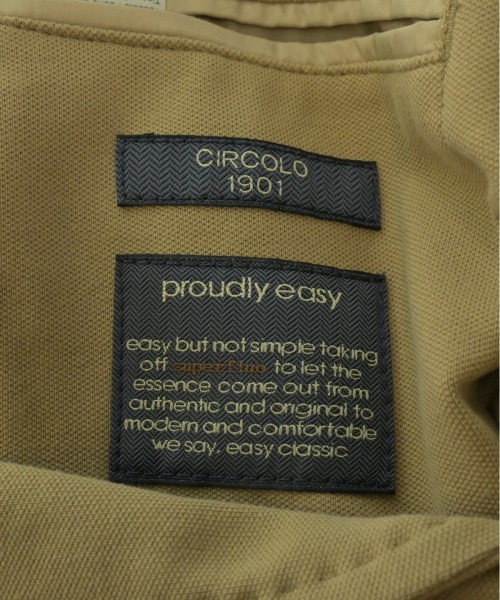 CIRCOLO
1901
proudly easy
easy but not simple taking
off superfluo to let the
essence come out from
authentic and original to
modern and comfortable
we say. easy classic